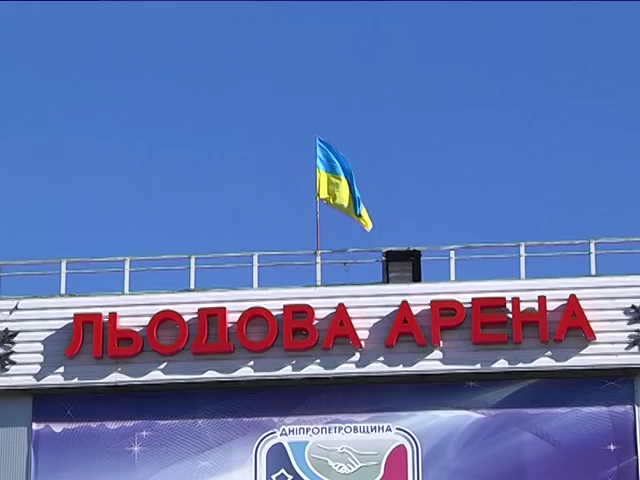 ЛЬОДОВА АРЕНА
ДНІПРОПЕТРОВЩИНА